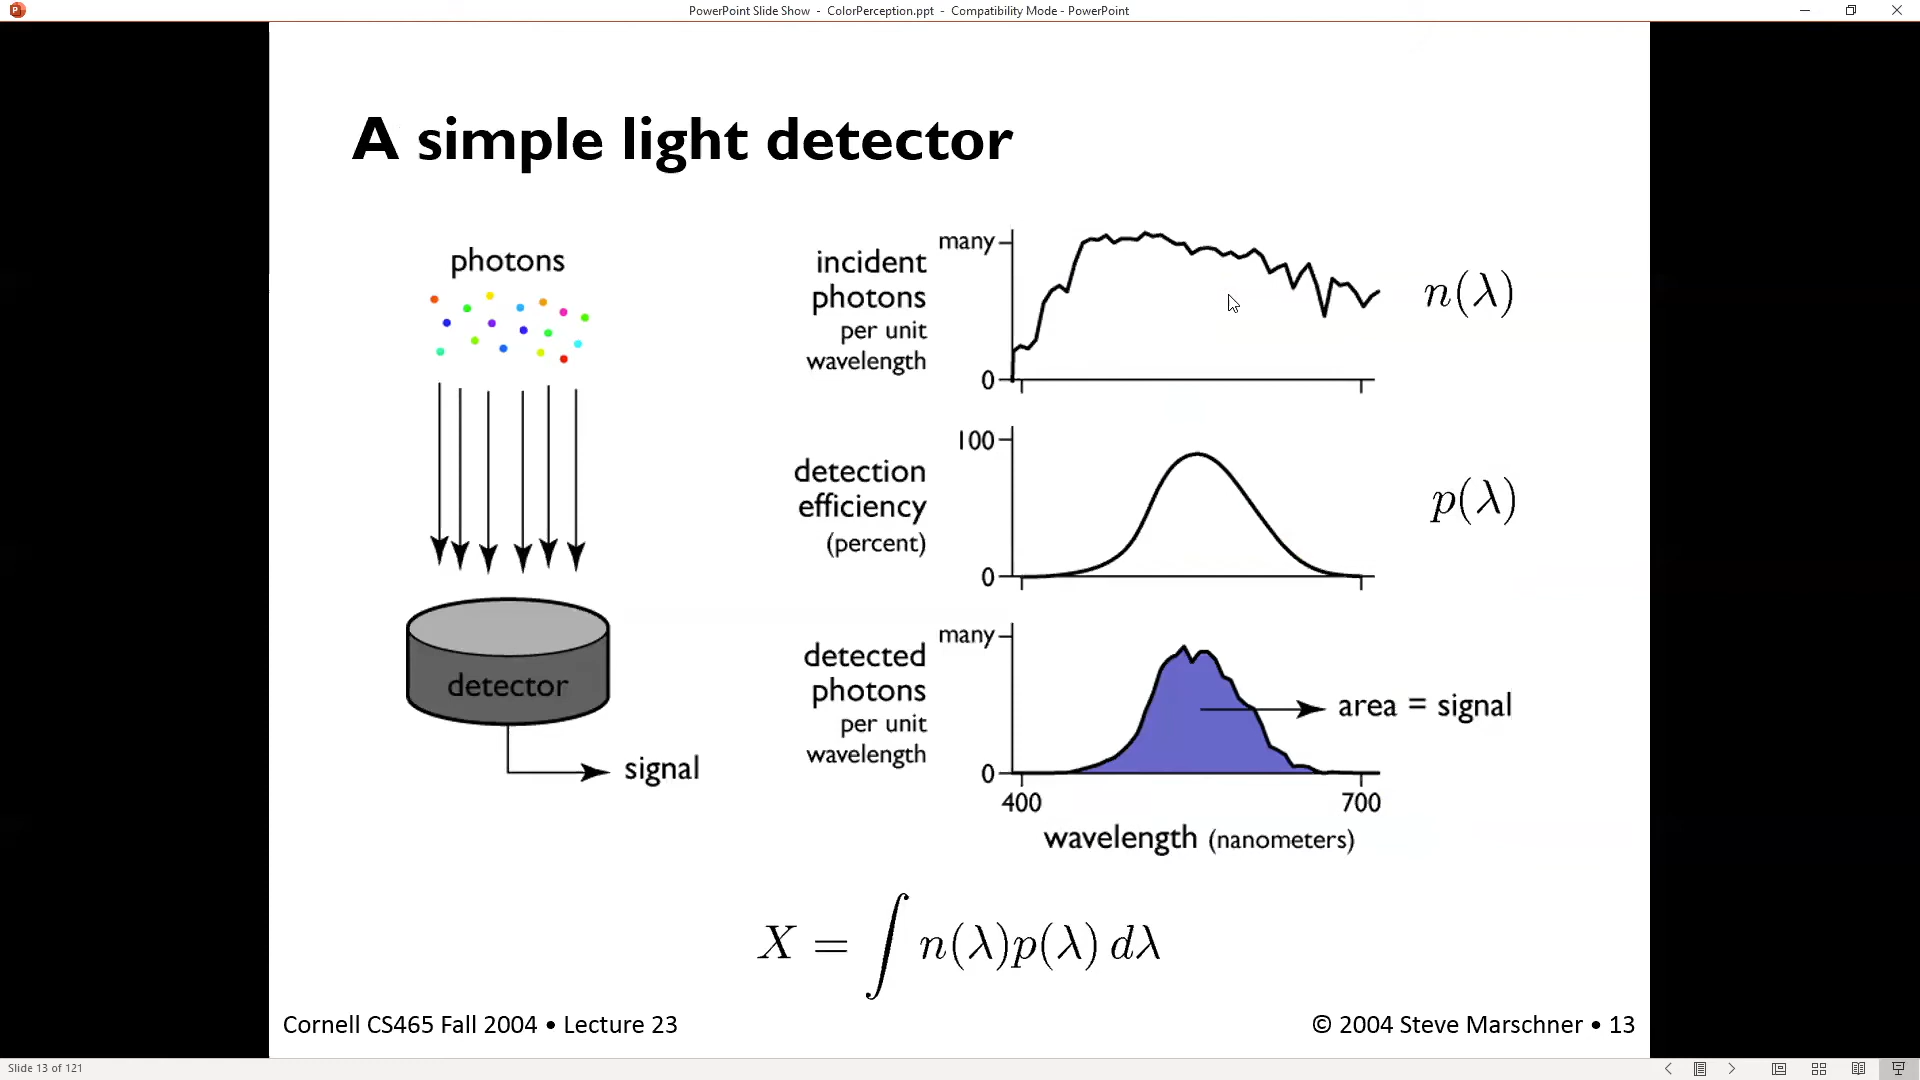 PowerPoint Slide Show - ColorPerception.ppt - Compatibility Mode - PowerPoint
A simple light detector
photons
detector
signal
incident
photons
per unit
wavelength
many
0
n(λ)
detection
efficiency
(percent)
100
0
p(λ)
detected
photons
per unit
wavelength
many
0
area = signal
400 700
wavelength (nanometers)
X = ∫ n(λ)p(λ) dλ
Cornell CS465 Fall 2004 • Lecture 23
© 2004 Steve Marschner • 13
Slide 13 of 121